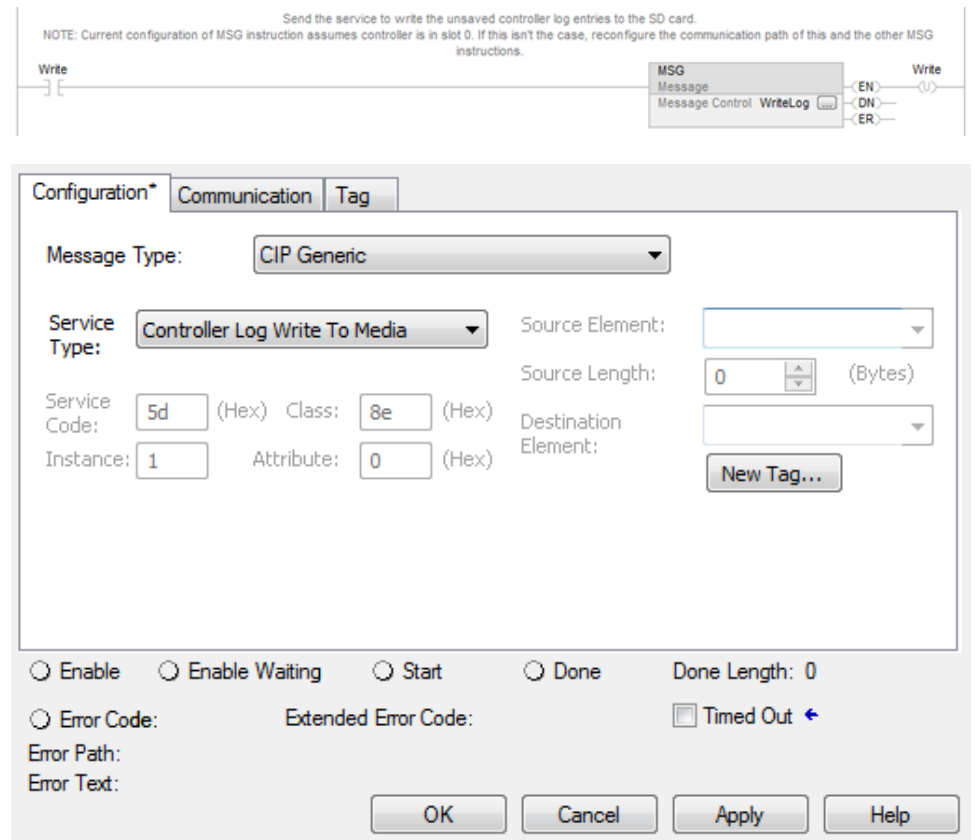 Send the service to write the unsaved controller log entries to the SD card.
NOTE: Current configuration of MSG instruction assumes controller is in slot 0. If this isn't the case, reconfigure the communication path of this and the other MSG
instructions.
Write
MSG
Message
Message Control WriteLog ...
EN
DN
ER
Write
U
Configuration* Communication Tag
Message Type: CIP Generic
Service Type: Controller Log Write To Media
Source Element:
Source Length: 0 (Bytes)
Service Code: 5d (Hex) Class: 8e (Hex)
Destination Element:
Instance: 1 Attribute: 0 (Hex)
New Tag...
Enable Enable Waiting Start Done Done Length: 0
Error Code: Extended Error Code: Timed Out
Error Path:
Error Text:
OK Cancel Apply Help